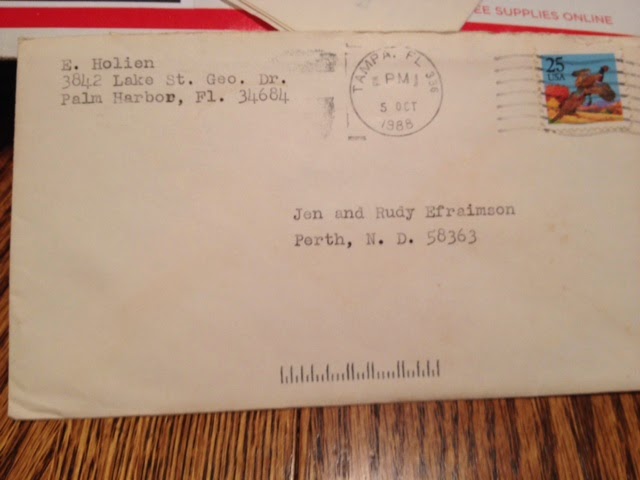 EE SUPPLIES ONLINE
E. Holien
3842 Lake St. Geo. Dr.
Palm Harbor, Fl. 34684
TAMPA, FL 336
PM
5 OCT
1988
25
USA
Jen and Rudy Efraimson
Perth, N. D. 58363